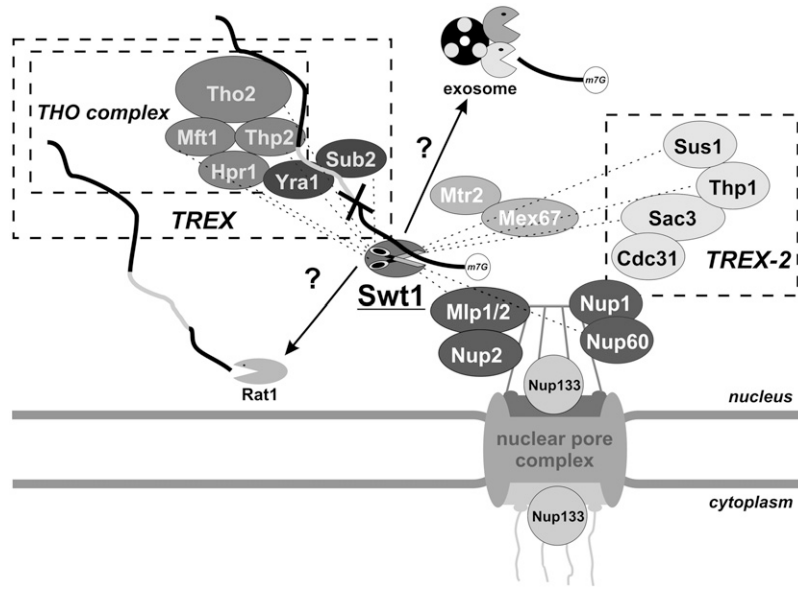 m7G
exosome
Tho2
THO complex
Mft1
Thp2
Sub2
Hpr1
Yra1
TREX
?
Mtr2
Mex67
Sus1
Thp1
Sac3
Cdc31
TREX-2
m7G
Swt1
?
Mlp1/2
Nup2
Nup1
Nup60
Rat1
Nup133
nucleus
nuclear pore
complex
cytoplasm
Nup133